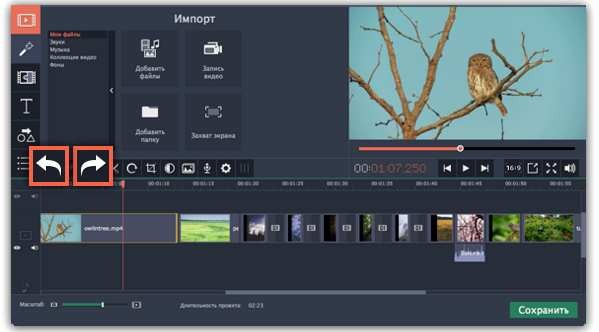 Импорт
Мои файлы
Звуки
Музыка
Коллекция видео
Фоны
Добавить файлы
Запись видео
Добавить папку
Захват экрана
00:01:07.250
16:9
00:01:10
00:01:15
00:01:20
00:01:25
00:01:30
00:01:35
00:01:40
00:01:45
00:01:50
00:01:55
owlintree.mp4
Масштаб:
Длительность проекта: 02:23
Сохранить